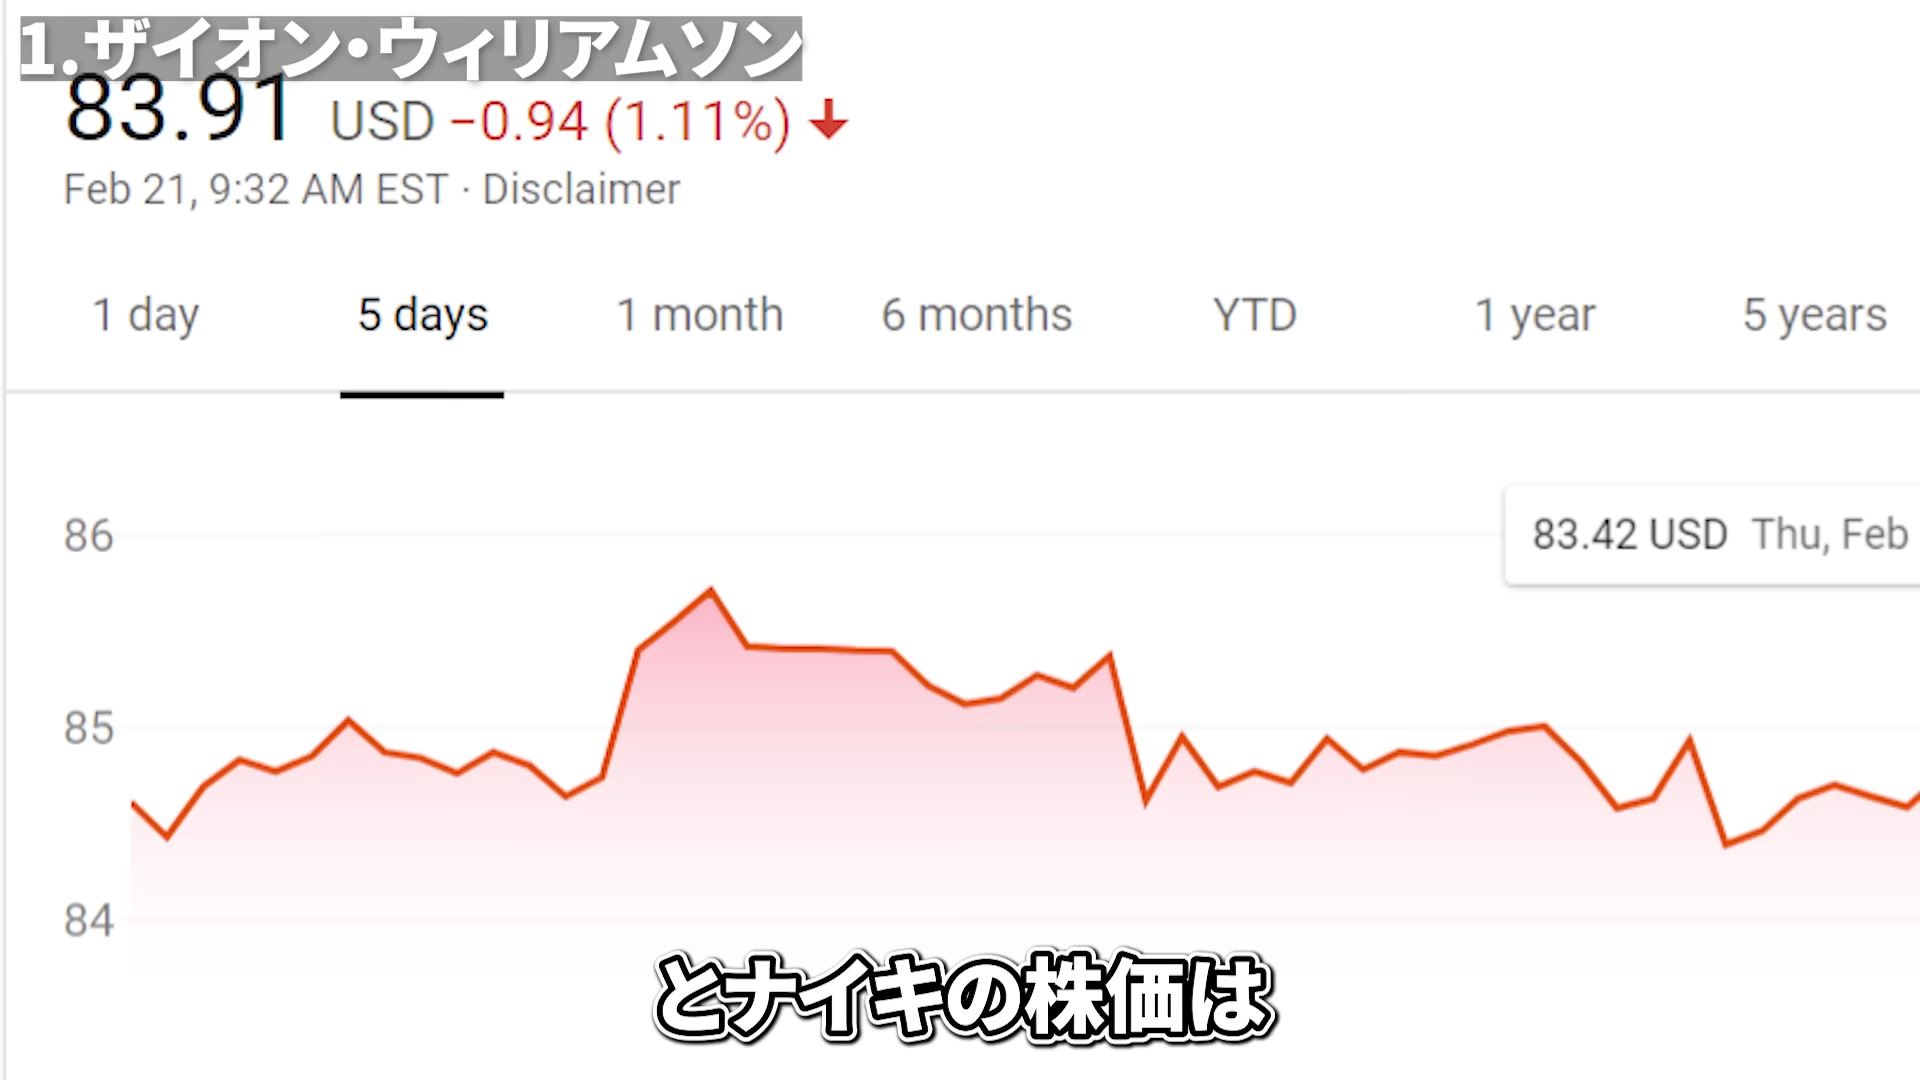 1.ザイオン・ウィリアムソン
83.91 USD −0.94 (1.11%)
Feb 21, 9:32 AM EST · Disclaimer
1 day 5 days 1 month 6 months YTD 1 year 5 years
86
83.42 USD Thu, Feb
85
84
とナイキの株価は